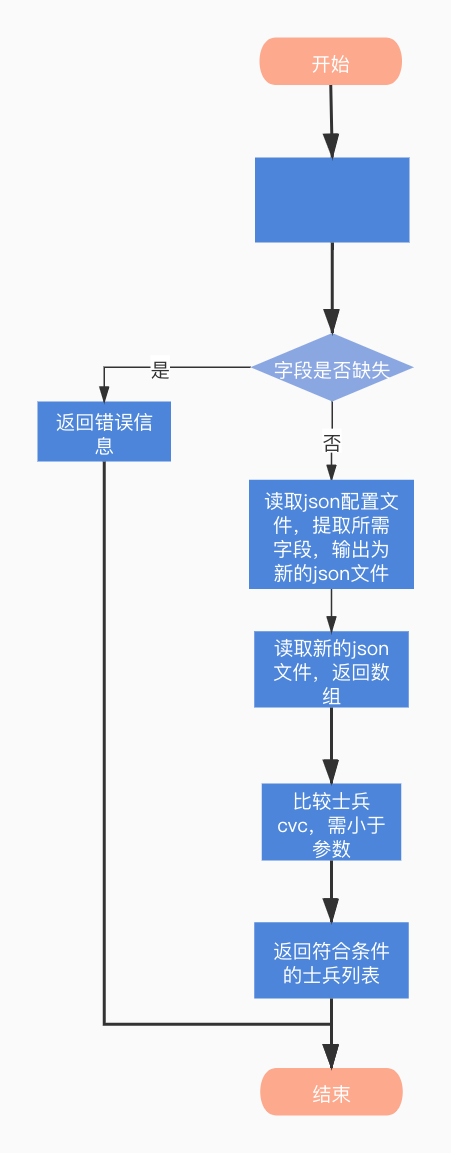 开始
字段是否缺失
是
返回错误信
息
否
读取json配置文
件，提取所需
字段，输出为
新的json文件
读取新的json
文件，返回数
组
比较士兵
cvc，需小于
参数
返回符合条件
的士兵列表
结束